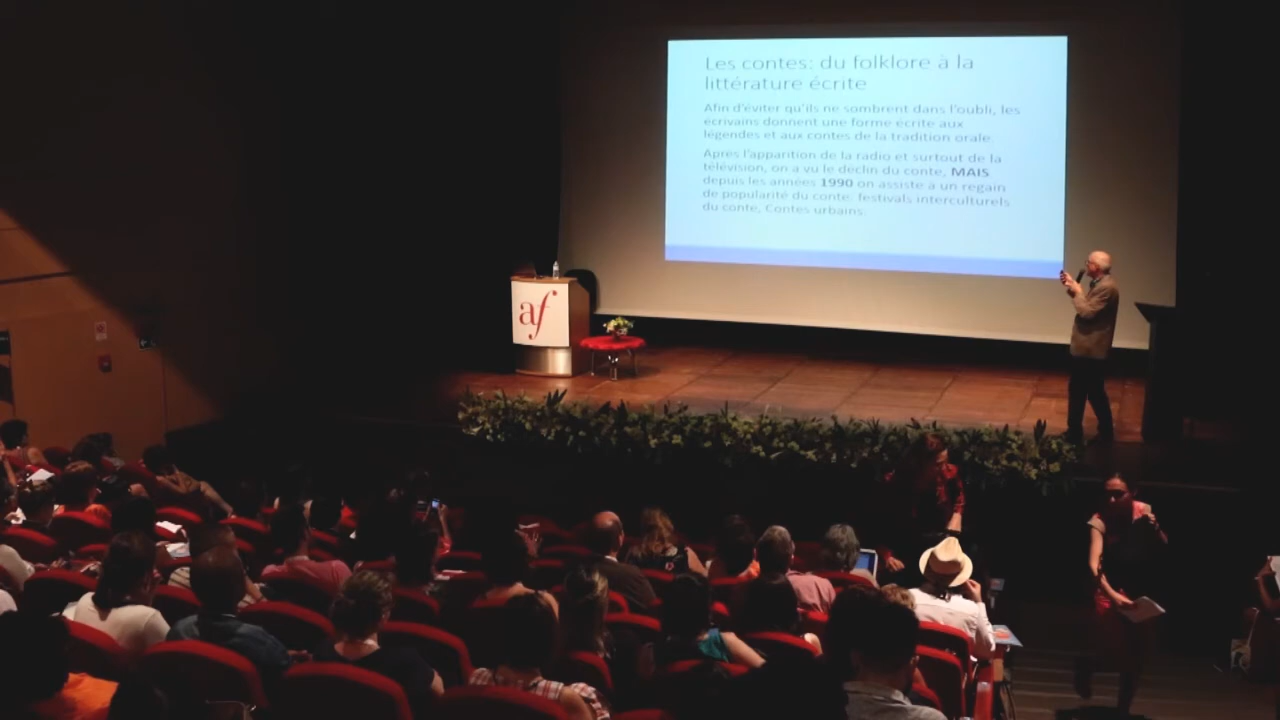 Les contes: du folklore à la
littérature écrite
Afin d'éviter qu'ils ne sombrent dans l'oubli, les
écrivains donnent une forme écrite aux
légendes et aux contes de la tradition orale.
Après l'apparition de la radio et surtout de la
télévision, on a vu le déclin du conte, MAIS
depuis les années 1990 on assiste à un regain
de popularité du conte: festivals interculturels
du conte, Contes urbains.
af